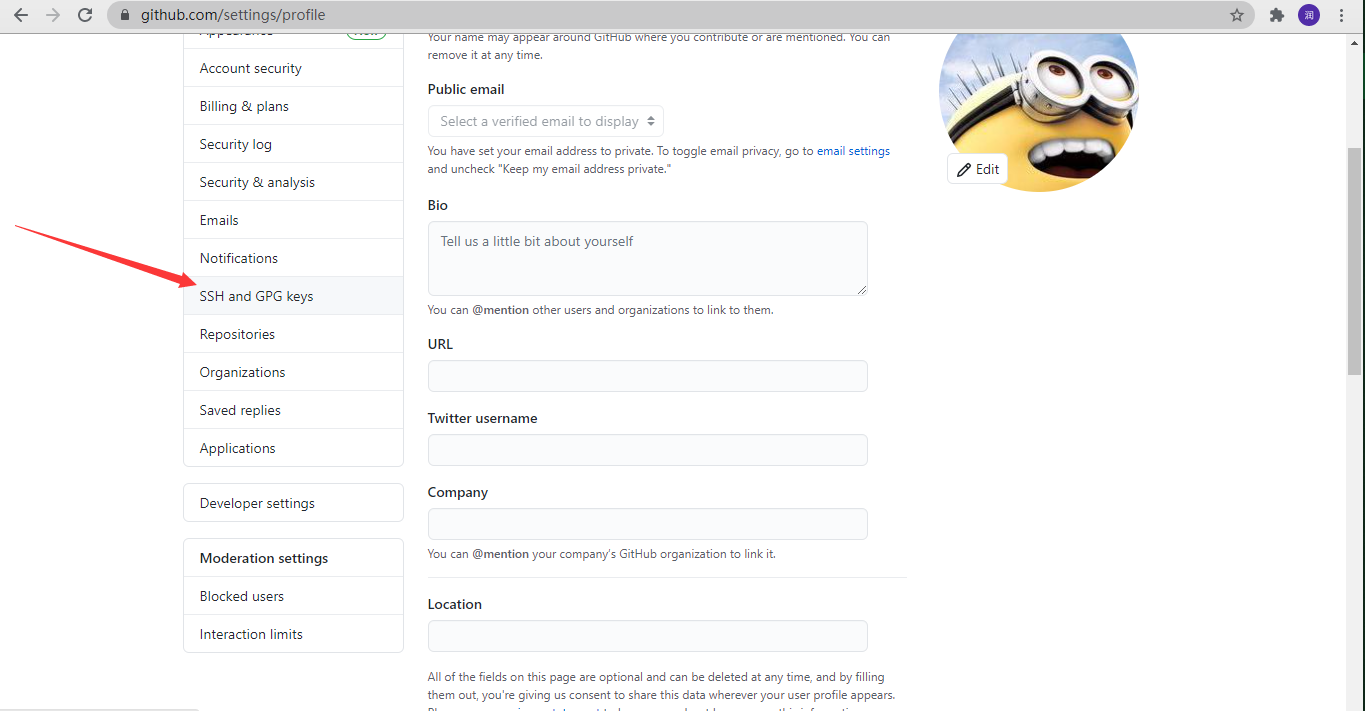 github.com/settings/profile
润
Appearance
New
Account security
Billing & plans
Security log
Security & analysis
Emails
Notifications
SSH and GPG keys
Repositories
Organizations
Saved replies
Applications
Developer settings
Moderation settings
Blocked users
Interaction limits
Your name may appear around GitHub where you contribute or are mentioned. You can
remove it at any time.
Public email
Select a verified email to display
You have set your email address to private. To toggle email privacy, go to email settings
and uncheck "Keep my email address private."
Bio
Tell us a little bit about yourself
You can @mention other users and organizations to link to them.
URL
Twitter username
Company
You can @mention your company's GitHub organization to link it.
Location
All of the fields on this page are optional and can be deleted at any time, and by filling
them out, you're giving us consent to share this data wherever your user profile appears.
Edit